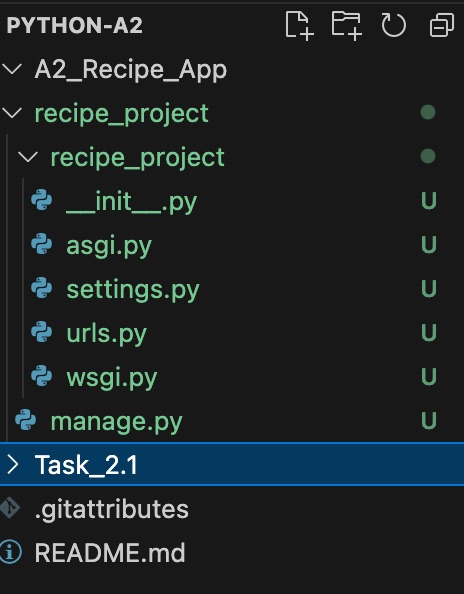 PYTHON-A2
A2_Recipe_App
recipe_project
recipe_project
__init__.py U
asgi.py U
settings.py U
urls.py U
wsgi.py U
manage.py U
Task_2.1
.gitattributes
README.md